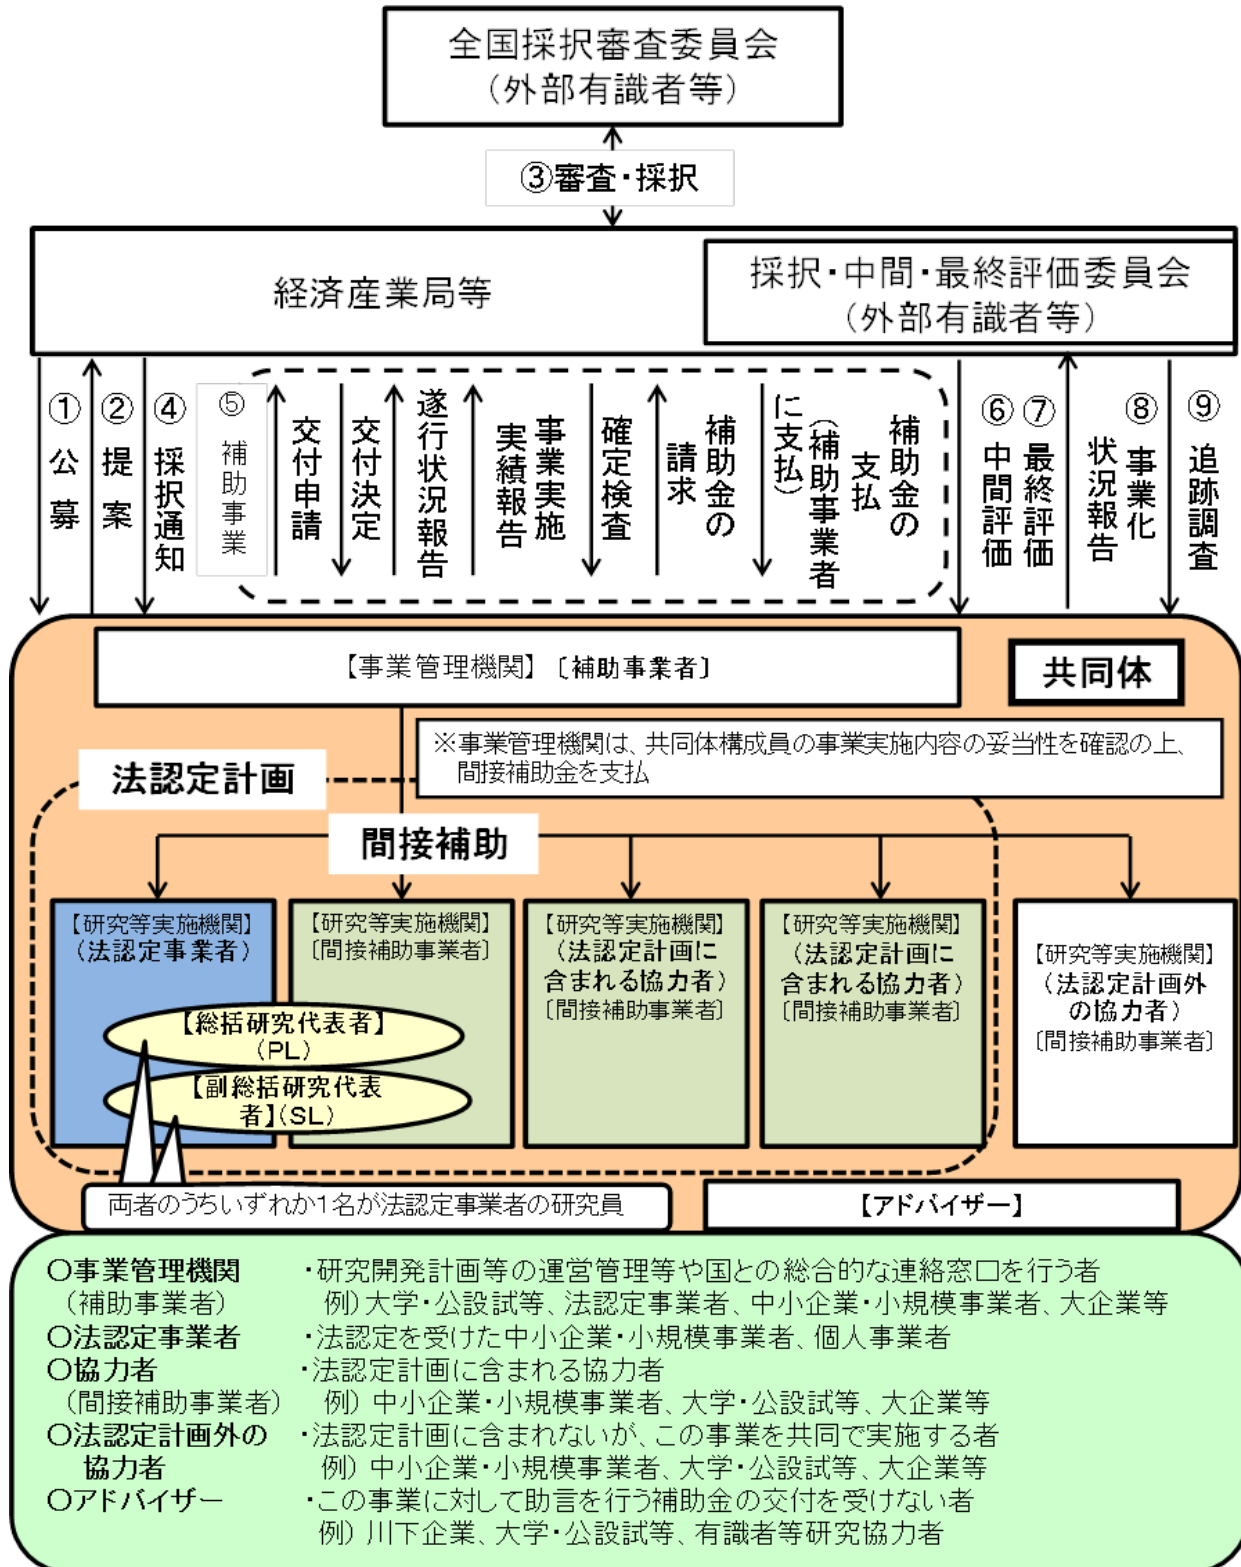 全国採択審査委員会
(外部有識者等)
③審査・採択
経済産業局等
採択・中間・最終評価委員会
(外部有識者等)
①公募
②提案
④採択通知
⑤補助事業
交付申請
交付決定
遂行状況報告
事業実施
実績報告
確定検査
補助金の
請求
補助金の
支払
(補助事業者
に支払)
⑥中間評価
⑦最終評価
⑧事業化
状況報告
⑨追跡調査
【事業管理機関】〔補助事業者〕
共同体
※事業管理機関は、共同体構成員の事業実施内容の妥当性を確認の上、
間接補助金を支払
法認定計画
間接補助
【研究等実施機関】
(法認定事業者)
【研究等実施機関】
〔間接補助事業者〕
【研究等実施機関】
(法認定計画に
含まれる協力者)
〔間接補助事業者〕
【研究等実施機関】
(法認定計画に
含まれる協力者)
〔間接補助事業者〕
【研究等実施機関】
(法認定計画外
の協力者)
〔間接補助事業者〕
【総括研究代表者】
(PL)
【副総括研究代表
者】(SL)
両者のうちいずれか1名が法認定事業者の研究員
【アドバイザー】
○事業管理機関 ・研究開発計画等の運営管理等や国との総合的な連絡窓口を行う者
(補助事業者) 例)大学・公設試等、法認定事業者、中小企業・小規模事業者、大企業等
○法認定事業者 ・法認定を受けた中小企業・小規模事業者、個人事業者
○協力者 ・法認定計画に含まれる協力者
(間接補助事業者) 例)中小企業・小規模事業者、大学・公設試等、大企業等
○法認定計画外の ・法認定計画に含まれないが、この事業を共同で実施する者
協力者 例)中小企業・小規模事業者、大学・公設試等、大企業等
○アドバイザー ・この事業に対して助言を行う補助金の交付を受けない者
例)川下企業、大学・公設試等、有識者等研究協力者